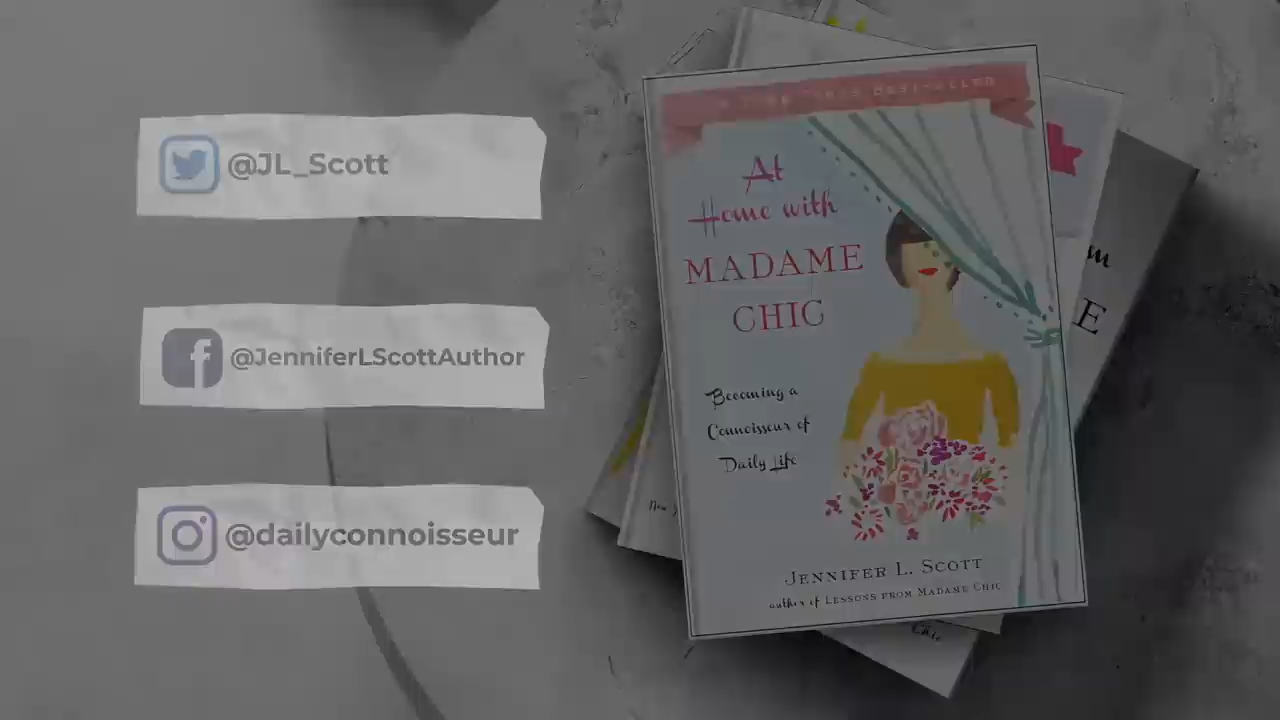 @JL_Scott
@JenniferLScottAuthor
@dailyconnoisseur
At
Home with
MADAME
CHIC
Becoming a
Connoisseur of
Daily Life
JENNIFER L. SCOTT
author of LESSONS FROM MADAME CHIC
E
Chic